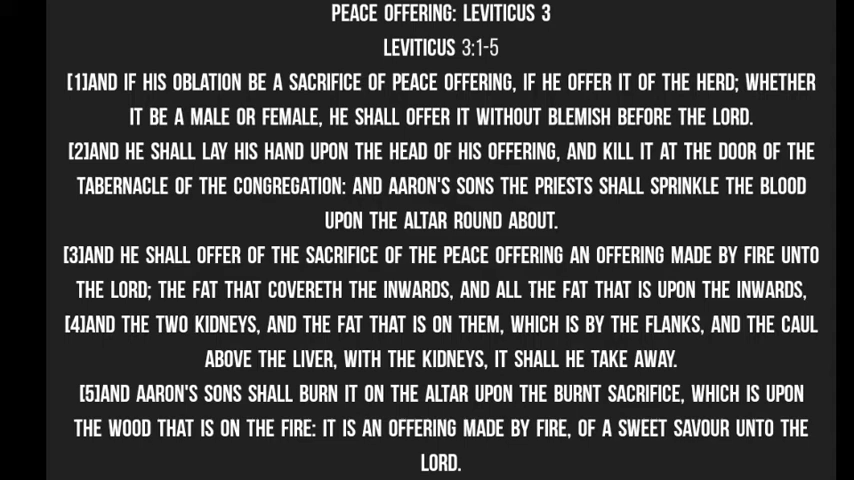 PEACE OFFERING: LEVITICUS 3
LEVITICUS 3:1-5
[1]AND IF HIS OBLATION BE A SACRIFICE OF PEACE OFFERING, IF HE OFFER IT OF THE HERD; WHETHER
IT BE A MALE OR FEMALE, HE SHALL OFFER IT WITHOUT BLEMISH BEFORE THE LORD.
[2]AND HE SHALL LAY HIS HAND UPON THE HEAD OF HIS OFFERING, AND KILL IT AT THE DOOR OF THE
TABERNACLE OF THE CONGREGATION: AND AARON'S SONS THE PRIESTS SHALL SPRINKLE THE BLOOD
UPON THE ALTAR ROUND ABOUT.
[3]AND HE SHALL OFFER OF THE SACRIFICE OF THE PEACE OFFERING AN OFFERING MADE BY FIRE UNTO
THE LORD; THE FAT THAT COVERETH THE INWARDS, AND ALL THE FAT THAT IS UPON THE INWARDS,
[4]AND THE TWO KIDNEYS, AND THE FAT THAT IS ON THEM, WHICH IS BY THE FLANKS, AND THE CAUL
ABOVE THE LIVER, WITH THE KIDNEYS, IT SHALL HE TAKE AWAY.
[5]AND AARON'S SONS SHALL BURN IT ON THE ALTAR UPON THE BURNT SACRIFICE, WHICH IS UPON
THE WOOD THAT IS ON THE FIRE: IT IS AN OFFERING MADE BY FIRE, OF A SWEET SAVOUR UNTO THE
LORD.